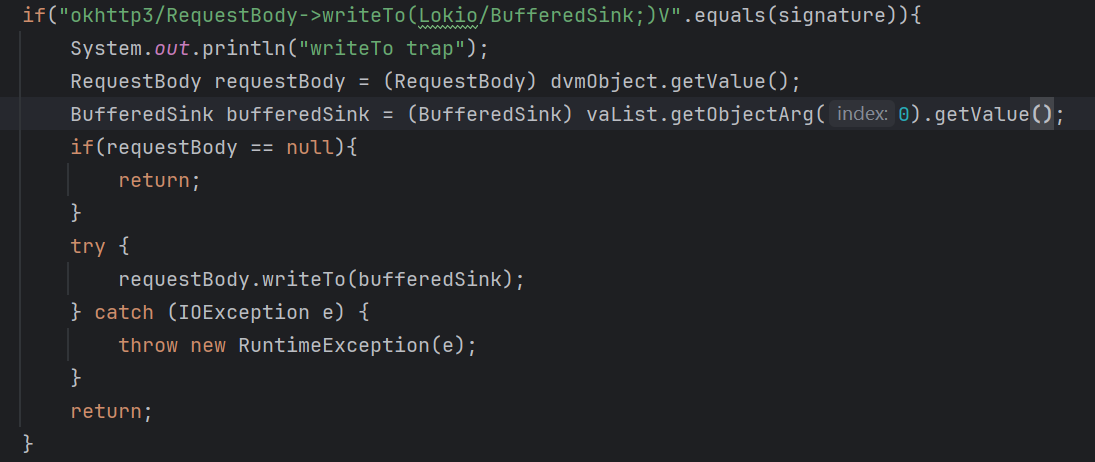 if("okhttp3/RequestBody->writeTo(Lokio/BufferedSink;)V".equals(signature)){
System.out.println("writeTo trap");
RequestBody requestBody = (RequestBody) dvmObject.getValue();
BufferedSink bufferedSink = (BufferedSink) vaList.getObjectArg( index: 0).getValue();
if(requestBody == null){
return;
}
try {
requestBody.writeTo(bufferedSink);
} catch (IOException e) {
throw new RuntimeException(e);
}
return;
}